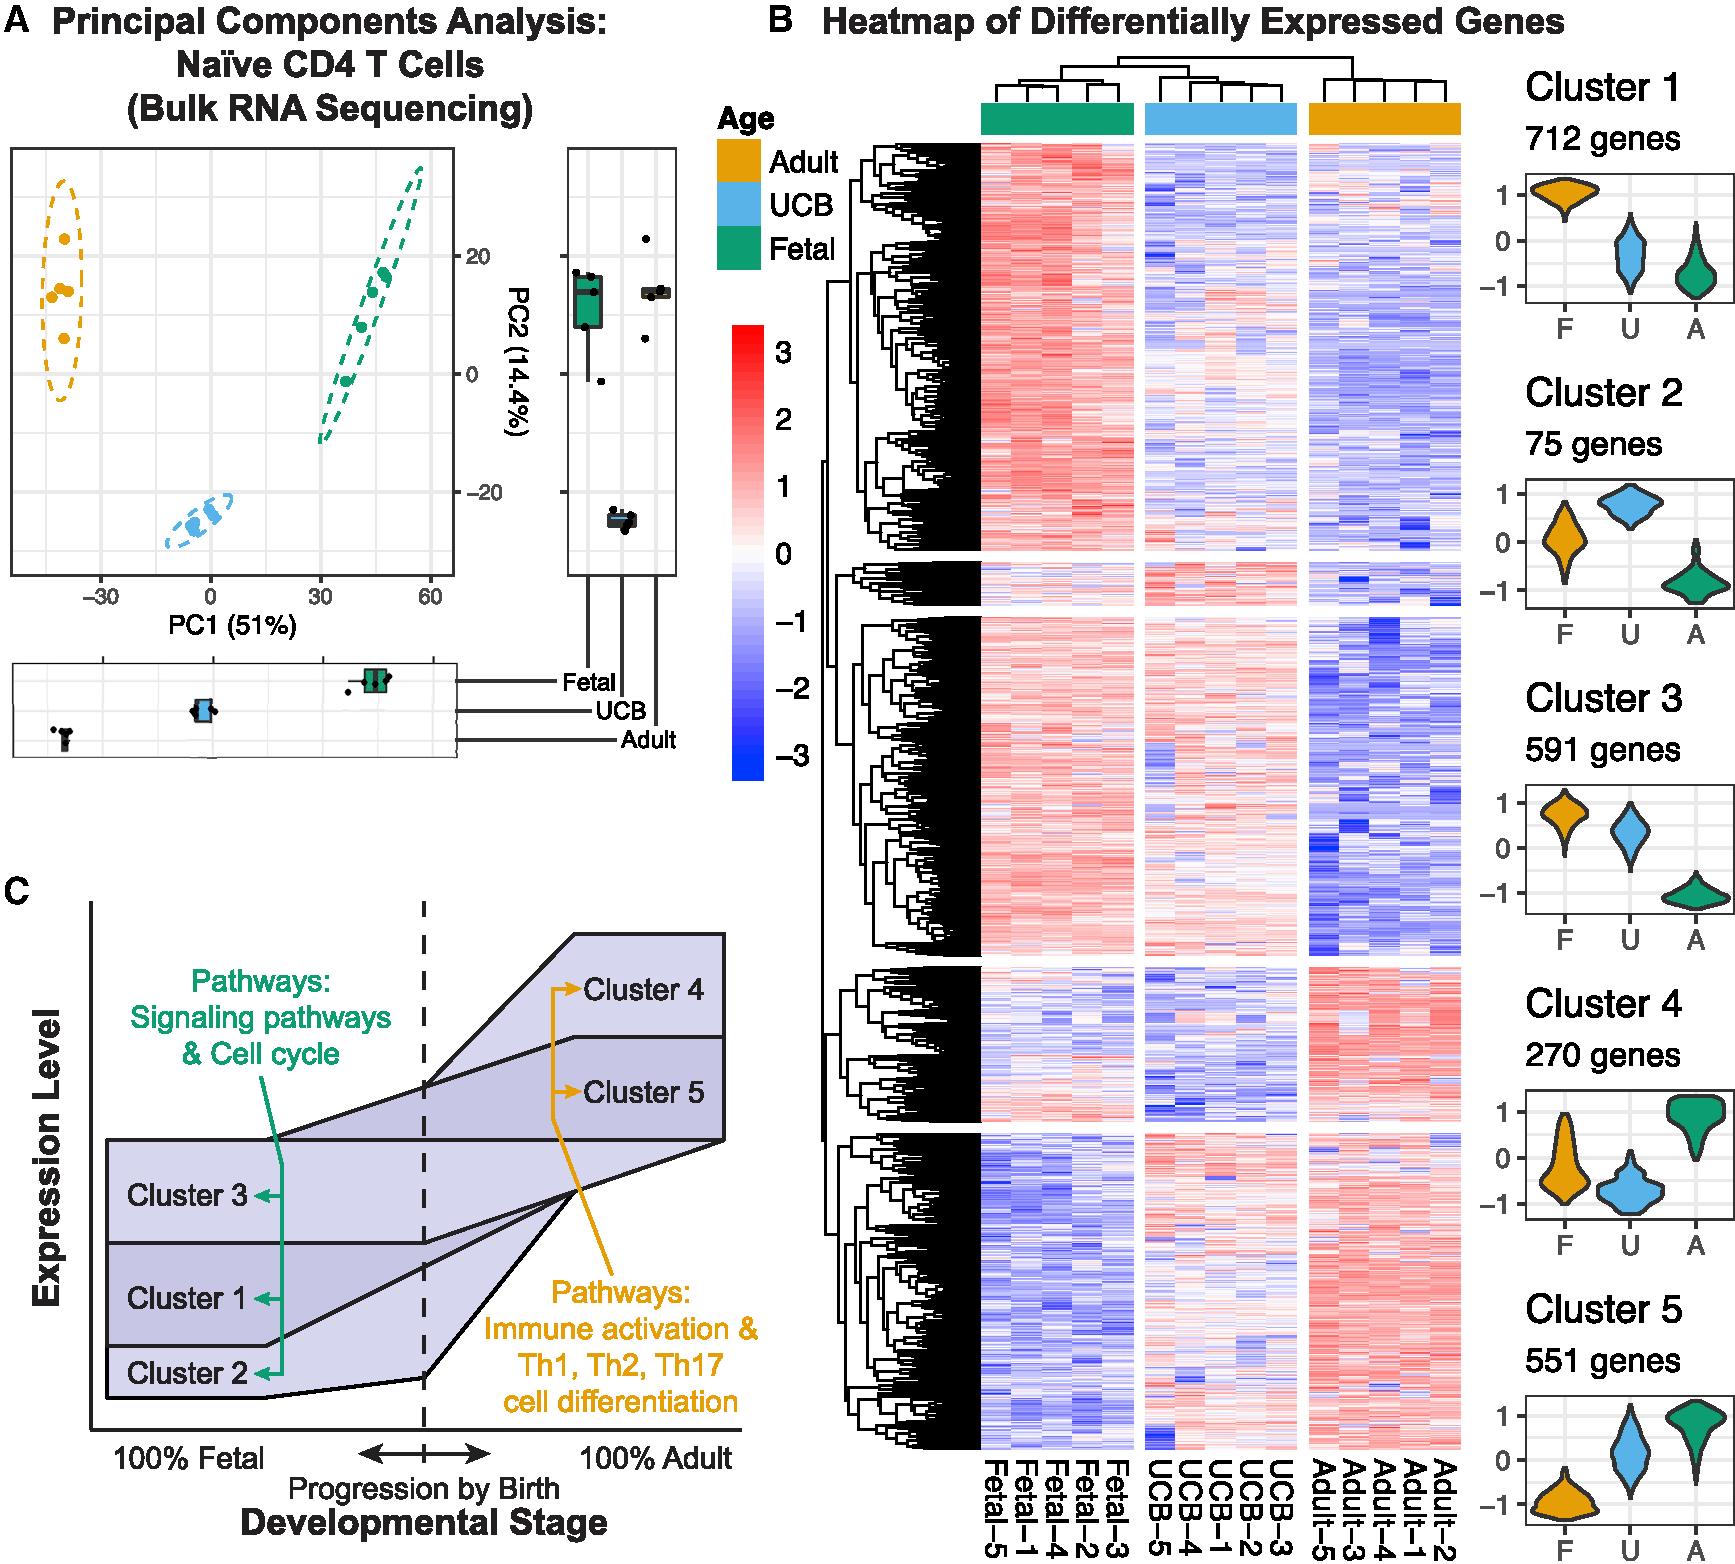 A
Principal Components Analysis:
Naïve CD4 T Cells
(Bulk RNA Sequencing)
20
0
−20
PC2 (14.4%)
−30
0
30
60
PC1 (51%)
Fetal
UCB
Adult
B
Heatmap of Differentially Expressed Genes
Age
Adult
UCB
Fetal
3
2
1
0
−1
−2
−3
Fetal−5
Fetal−1
Fetal−4
Fetal−2
Fetal−3
UCB−5
UCB−4
UCB−1
UCB−2
UCB−3
Adult−5
Adult−3
Adult−4
Adult−1
Adult−2
Cluster 1
712 genes
1
0
−1
F U A
Cluster 2
75 genes
1
0
−1
F U A
Cluster 3
591 genes
1
0
−1
F U A
Cluster 4
270 genes
1
0
−1
F U A
Cluster 5
551 genes
1
0
−1
F U A
C
Expression Level
Pathways:
Signaling pathways
& Cell cycle
Cluster 4
Cluster 5
Cluster 3
Cluster 1
Cluster 2
Pathways:
Immune activation &
Th1, Th2, Th17
cell differentiation
100% Fetal
100% Adult
Progression by Birth
Developmental Stage